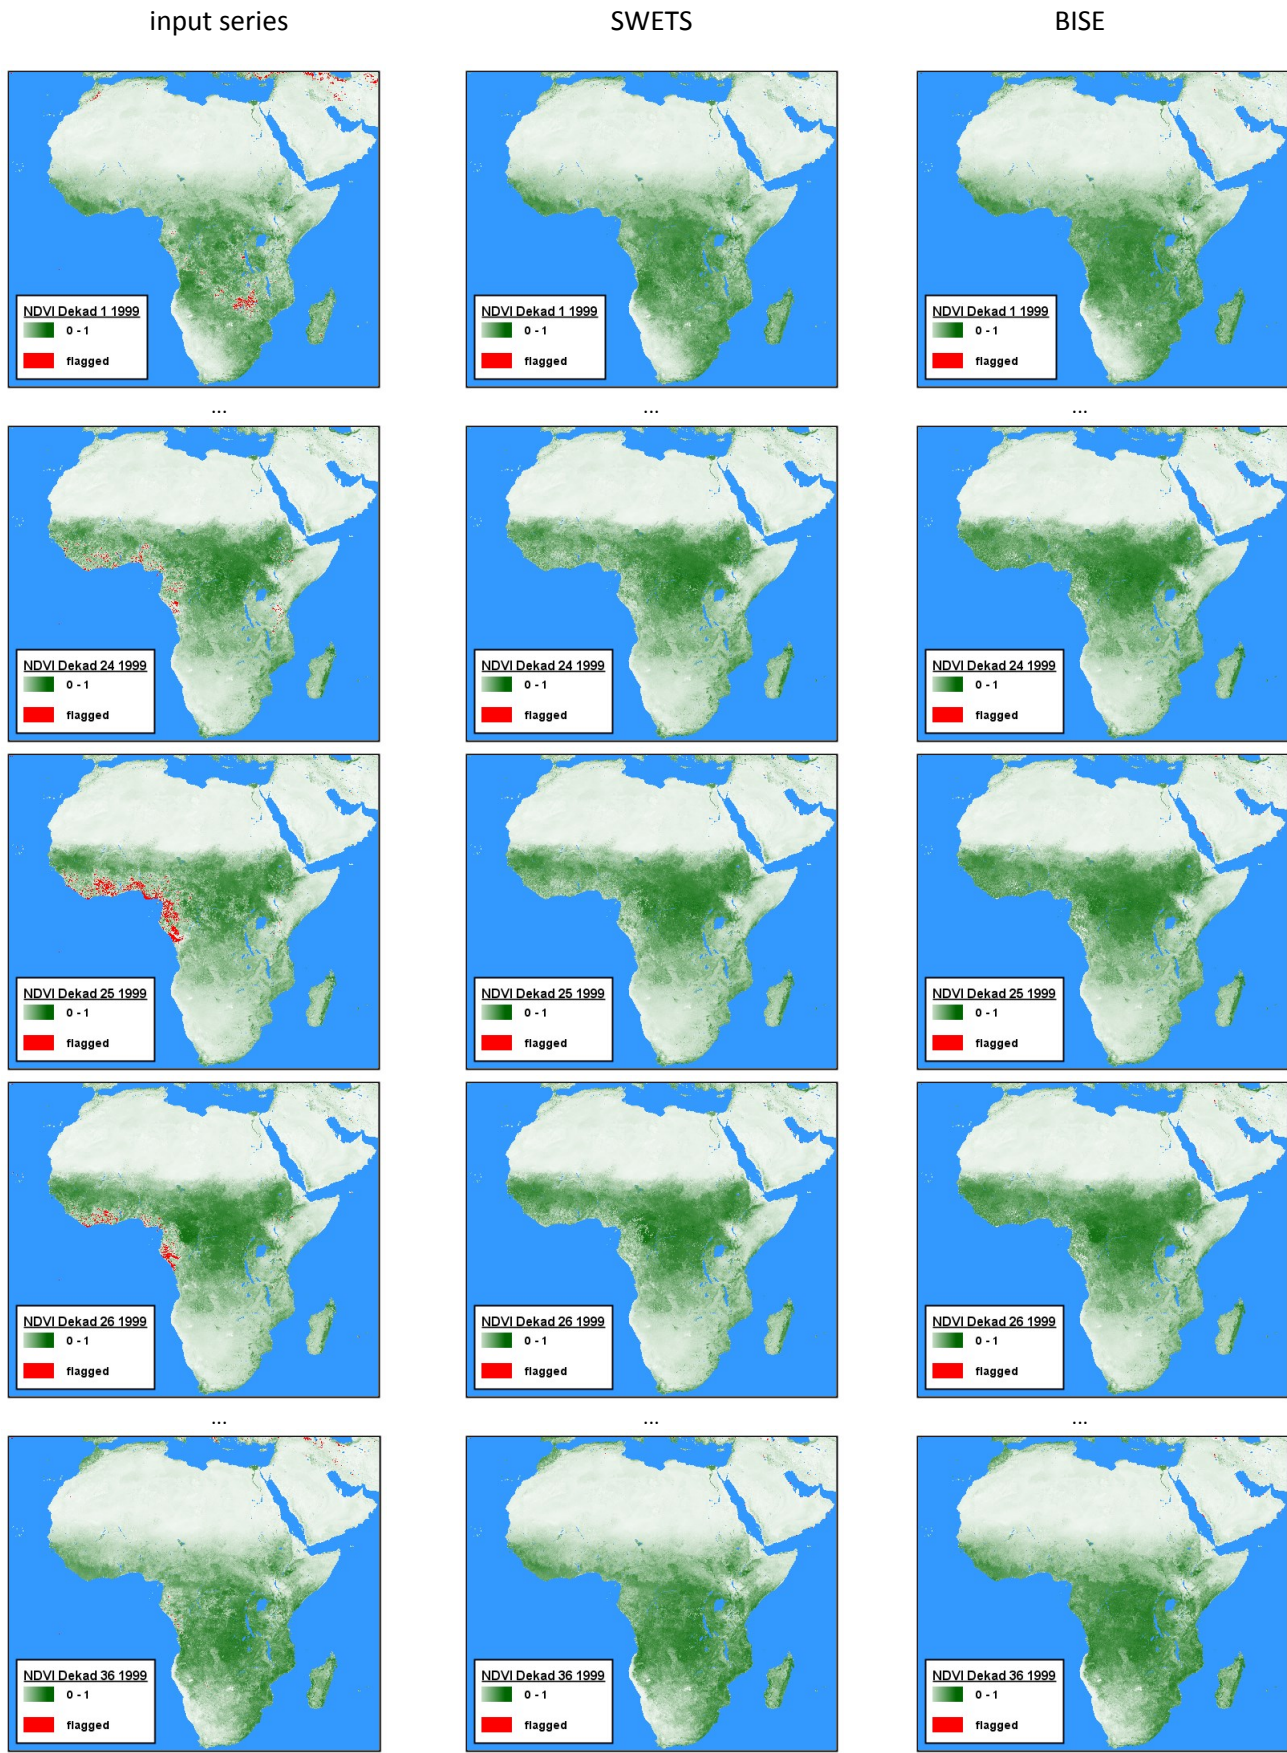 input series
SWETS
BISE
NDVI Dekad 1 1999
0 - 1
flagged
NDVI Dekad 1 1999
0 - 1
flagged
NDVI Dekad 1 1999
0 - 1
flagged
...
...
...
NDVI Dekad 24 1999
0 - 1
flagged
NDVI Dekad 24 1999
0 - 1
flagged
NDVI Dekad 24 1999
0 - 1
flagged
NDVI Dekad 25 1999
0 - 1
flagged
NDVI Dekad 25 1999
0 - 1
flagged
NDVI Dekad 25 1999
0 - 1
flagged
NDVI Dekad 26 1999
0 - 1
flagged
NDVI Dekad 26 1999
0 - 1
flagged
NDVI Dekad 26 1999
0 - 1
flagged
...
...
...
NDVI Dekad 36 1999
0 - 1
flagged
NDVI Dekad 36 1999
0 - 1
flagged
NDVI Dekad 36 1999
0 - 1
flagged